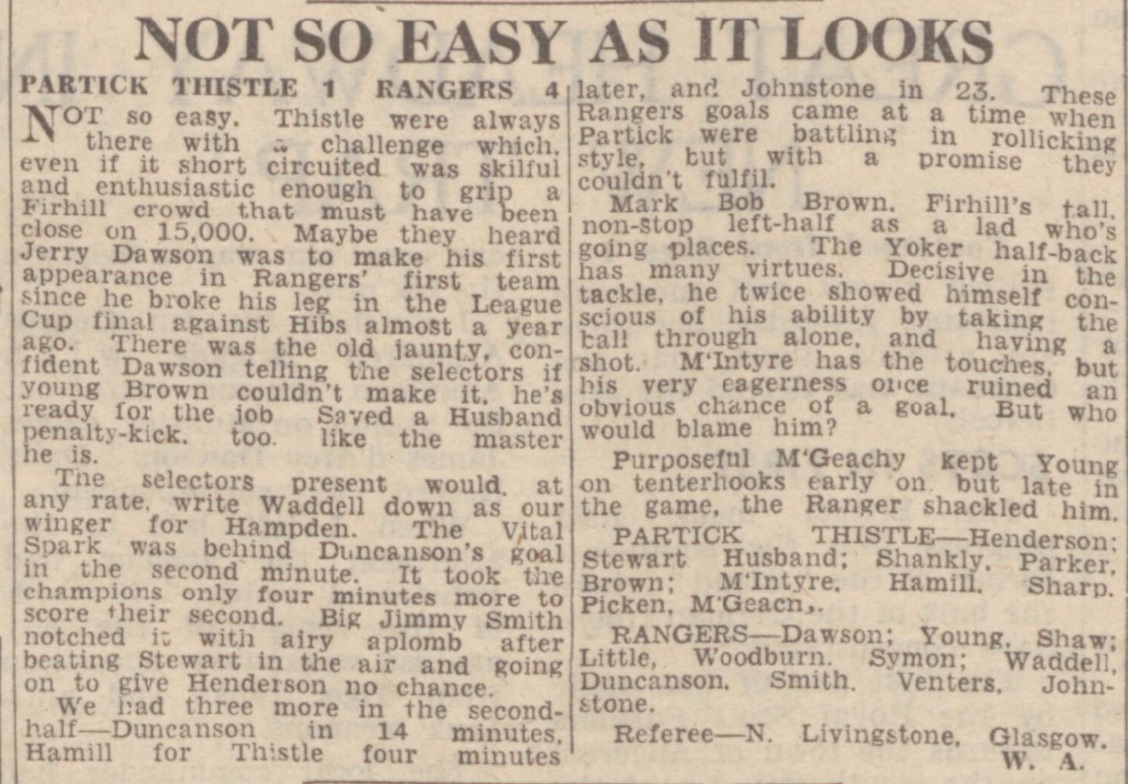 NOT SO EASY AS IT LOOKS
PARTICK THISTLE 1 RANGERS 4
NOT so easy. Thistle were always
there with a challenge which,
even if it short circuited was skilful
and enthusiastic enough to grip a
Firhill crowd that must have been
close on 15,000. Maybe they heard
Jerry Dawson was to make his first
appearance in Rangers' first team
since he broke his leg in the League
Cup final against Hibs almost a year
ago. There was the old jaunty, con-
fident Dawson telling the selectors if
young Brown couldn't make it, he's
ready for the job Saved a Husband
penalty-kick, too. like the master
he is.
The selectors present would, at
any rate, write Waddell down as our
winger for Hampden. The Vital
Spark was behind Duncanson's goal
in the second minute. It took the
champions only four minutes more to
score their second. Big Jimmy Smith
notched it with airy aplomb after
beating Stewart in the air and going
on to give Henderson no chance.
We had three more in the second-
half—Duncanson in 14 minutes,
Hamill for Thistle four minutes
later, and Johnstone in 23. These
Rangers goals came at a time when
Partick were battling in rollicking
style, but with a promise they
couldn't fulfil.
Mark Bob Brown, Firhill's tall,
non-stop left-half as a lad who's
going places. The Yoker half-back
has many virtues. Decisive in the
tackle, he twice showed himself con-
scious of his ability by taking the
ball through alone, and having a
shot. M'Intyre has the touches, but
his very eagerness once ruined an
obvious chance of a goal. But who
would blame him?
Purposeful M'Geachy kept Young
on tenterhooks early on. but late in
the game, the Ranger shackled him.
PARTICK THISTLE—Henderson;
Stewart Husband; Shankly, Parker,
Brown; M'Intyre, Hamill, Sharp,
Picken, M'Geachy.
RANGERS—Dawson; Young, Shaw;
Little, Woodburn. Symon; Waddell,
Duncanson, Smith. Venters, John-
stone.
Referee—N. Livingstone, Glasgow.
W. A.